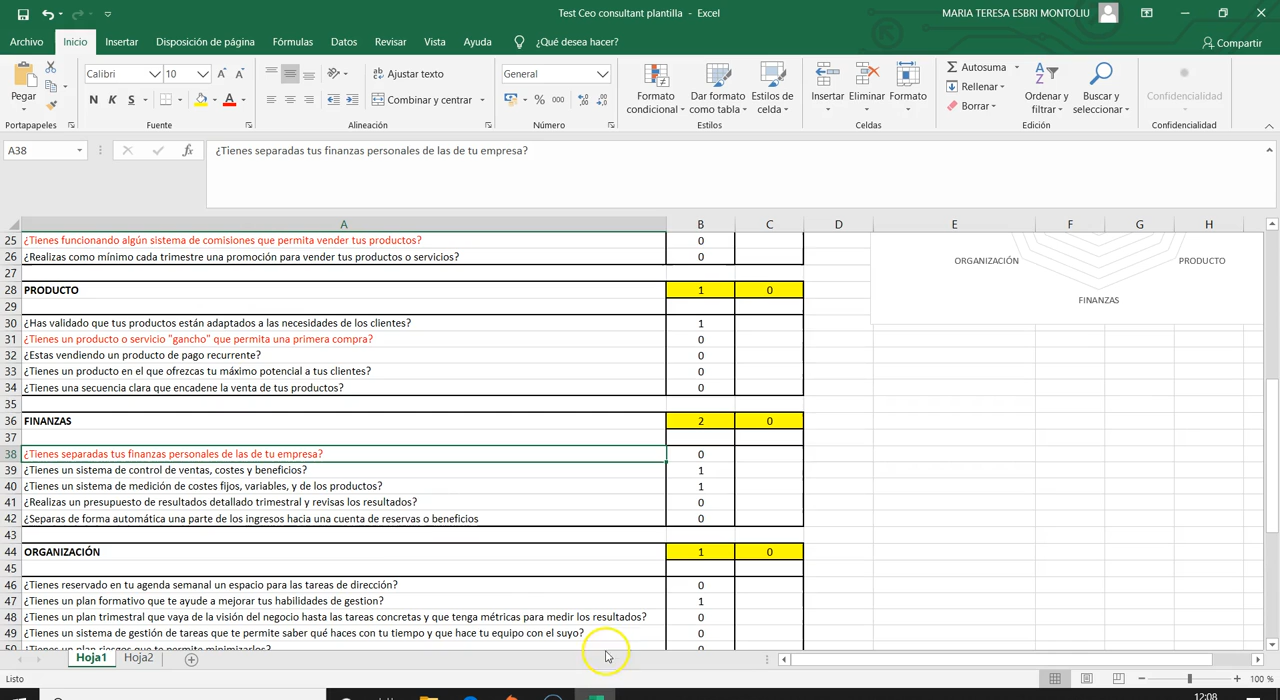 Test Ceo consultant plantilla - Excel
MARIA TERESA ESBRI MONTOLIU
Archivo Inicio Insertar Disposición de página Fórmulas Datos Revisar Vista Ayuda ¿Qué desea hacer? Compartir
Pegar
Portapapeles
Calibri 10
N K S
Fuente
Ajustar texto
Combinar y centrar
Alineación
General
% 000
Número
Formato condicional
Dar formato como tabla
Estilos de celda
Estilos
Insertar Eliminar Formato
Celdas
Autosuma
Rellenar
Borrar
Ordenar y filtrar
Buscar y seleccionar
Edición
Confidencialidad
Confidencialidad
A38 fx ¿Tienes separadas tus finanzas personales de las de tu empresa?
A B C D E F G H
25 ¿Tienes funcionando algún sistema de comisiones que permita vender tus productos? 0
26 ¿Realizas como mínimo cada trimestre una promoción para vender tus productos o servicios? 0
27
28 PRODUCTO 1 0
29
30 ¿Has validado que tus productos están adaptados a las necesidades de los clientes? 1
31 ¿Tienes un producto o servicio "gancho" que permita una primera compra? 0
32 ¿Estas vendiendo un producto de pago recurrente? 0
33 ¿Tienes un producto en el que ofrezcas tu máximo potencial a tus clientes? 0
34 ¿Tienes una secuencia clara que encadene la venta de tus productos? 0
35
36 FINANZAS 2 0
37
38 ¿Tienes separadas tus finanzas personales de las de tu empresa? 0
39 ¿Tienes un sistema de control de ventas, costes y beneficios? 1
40 ¿Tienes un sistema de medición de costes fijos, variables, y de los productos? 1
41 ¿Realizas un presupuesto de resultados detallado trimestral y revisas los resultados? 0
42 ¿Separas de forma automática una parte de los ingresos hacia una cuenta de reservas o beneficios 0
43
44 ORGANIZACIÓN 1 0
45
46 ¿Tienes reservado en tu agenda semanal un espacio para las tareas de dirección? 0
47 ¿Tienes un plan formativo que te ayude a mejorar tus habilidades de gestion? 1
48 ¿Tienes un plan trimestral que vaya de la visión del negocio hasta las tareas concretas y que tenga métricas para medir los resultados? 0
49 ¿Tienes un sistema de gestión de tareas que te permite saber qué haces con tu tiempo y que hace tu equipo con el suyo? 0
50 ¿Tienes un plan riesgos que te permita minimizarlos? 0
ORGANIZACIÓN
PRODUCTO
FINANZAS
Hoja1 Hoja2
Listo
100 %
12:08